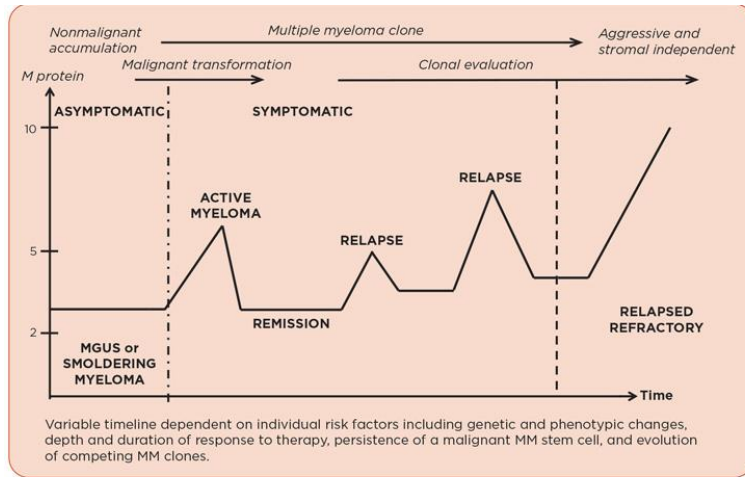 Nonmalignant
accumulation
Multiple myeloma clone
Aggressive and
stromal independent
Malignant transformation
Clonal evaluation
M protein
ASYMPTOMATIC
SYMPTOMATIC
10
ACTIVE
MYELOMA
RELAPSE
RELAPSE
5
REMISSION
RELAPSED
REFRACTORY
2
MGUS or
SMOLDERING
MYELOMA
Time
Variable timeline dependent on individual risk factors including genetic and phenotypic changes,
depth and duration of response to therapy, persistence of a malignant MM stem cell, and evolution
of competing MM clones.